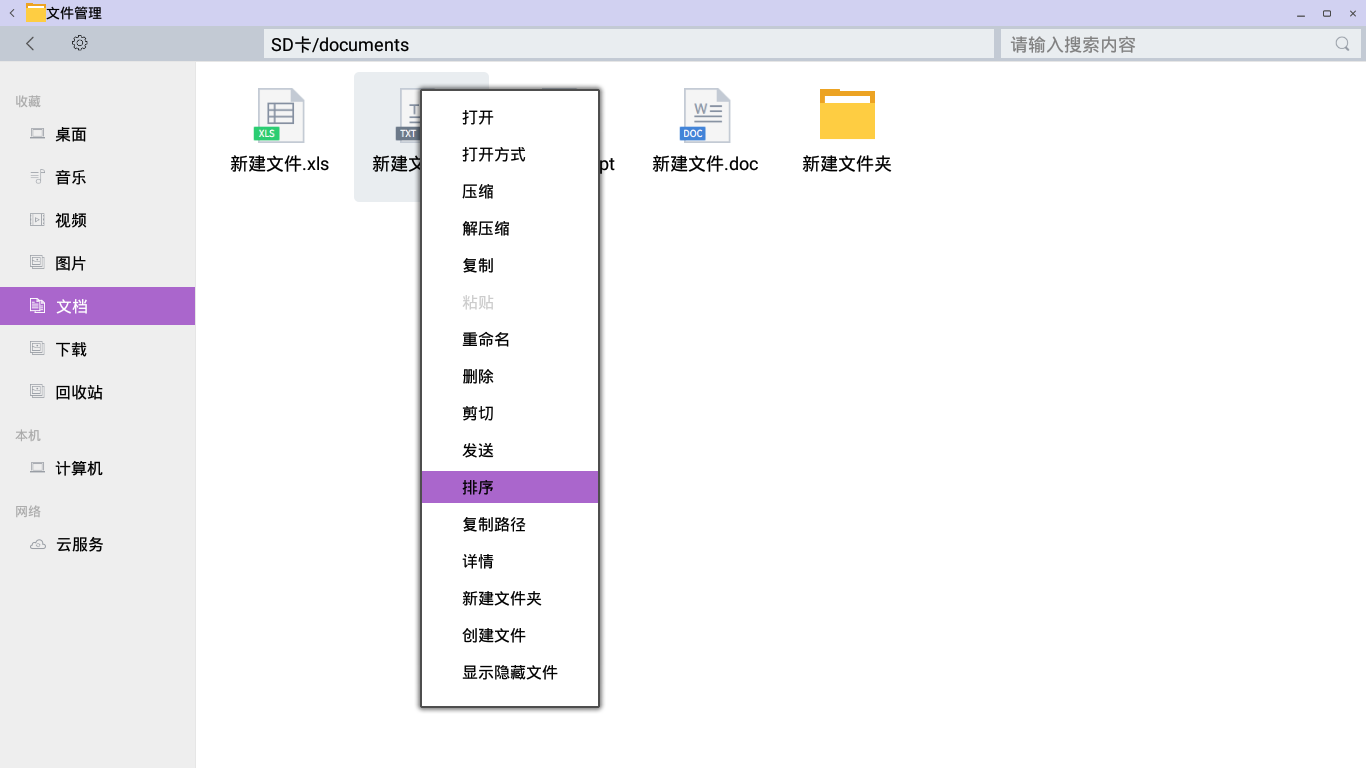 文件管理
SD卡/documents
请输入搜索内容
收藏
桌面
音乐
视频
图片
文档
下载
回收站
本机
计算机
网络
云服务
XLS
新建文件.xls
TXT
新建文
pt
W
DOC
新建文件.doc
新建文件夹
打开
打开方式
压缩
解压缩
复制
粘贴
重命名
删除
剪切
发送
排序
复制路径
详情
新建文件夹
创建文件
显示隐藏文件